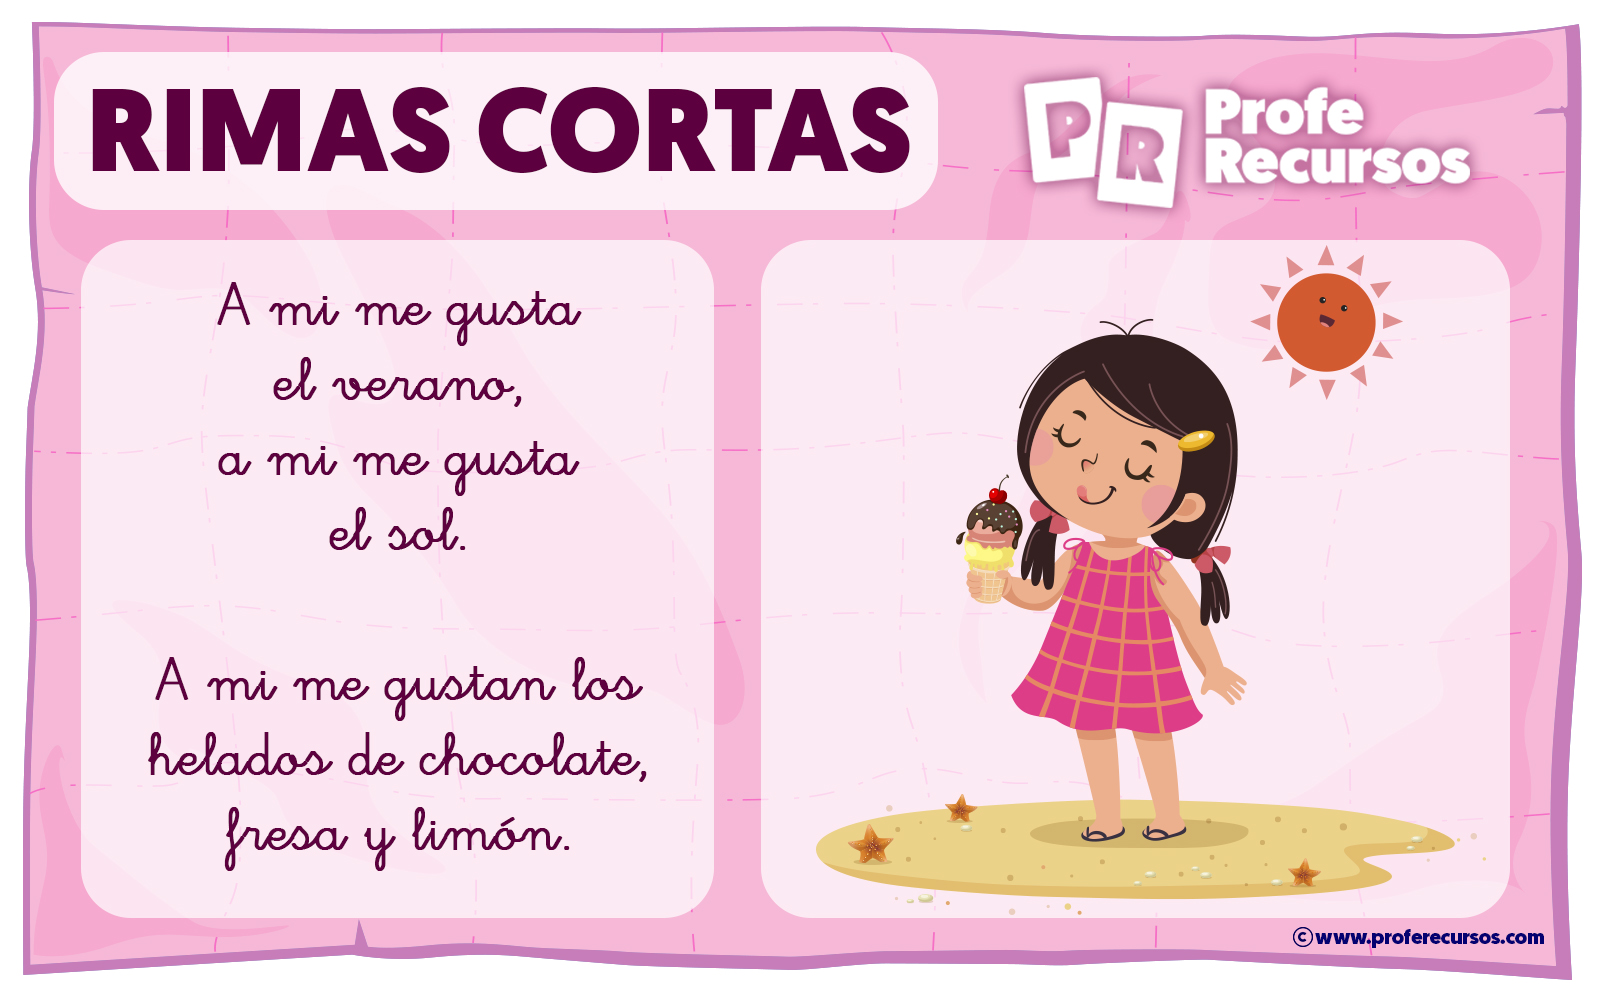 RIMAS CORTAS
PR Profe
Recursos
A mi me gusta
el verano,
a mi me gusta
el sol.
A mi me gustan los
helados de chocolate,
fresa y limón.
© www.proferecursos.com